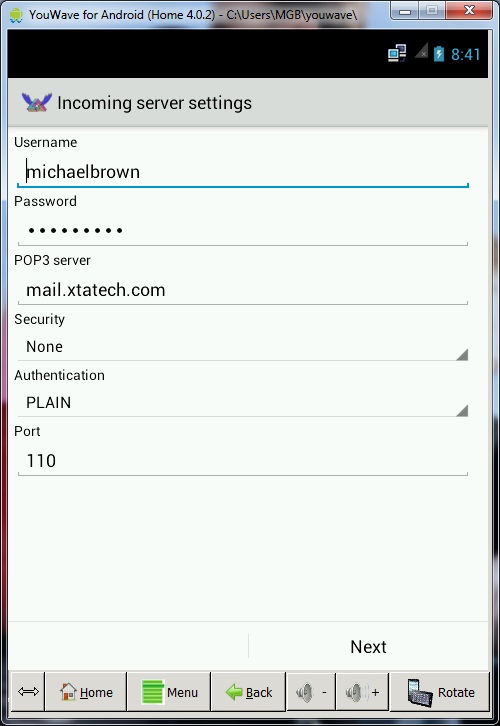 YouWave for Android (Home 4.0.2) - C:\Users\MGB\youwave\
8:41
Incoming server settings
Username
michaelbrown
Password
•••••••••
POP3 server
mail.xtatech.com
Security
None
Authentication
PLAIN
Port
110
Next
Home Menu Back - + Rotate